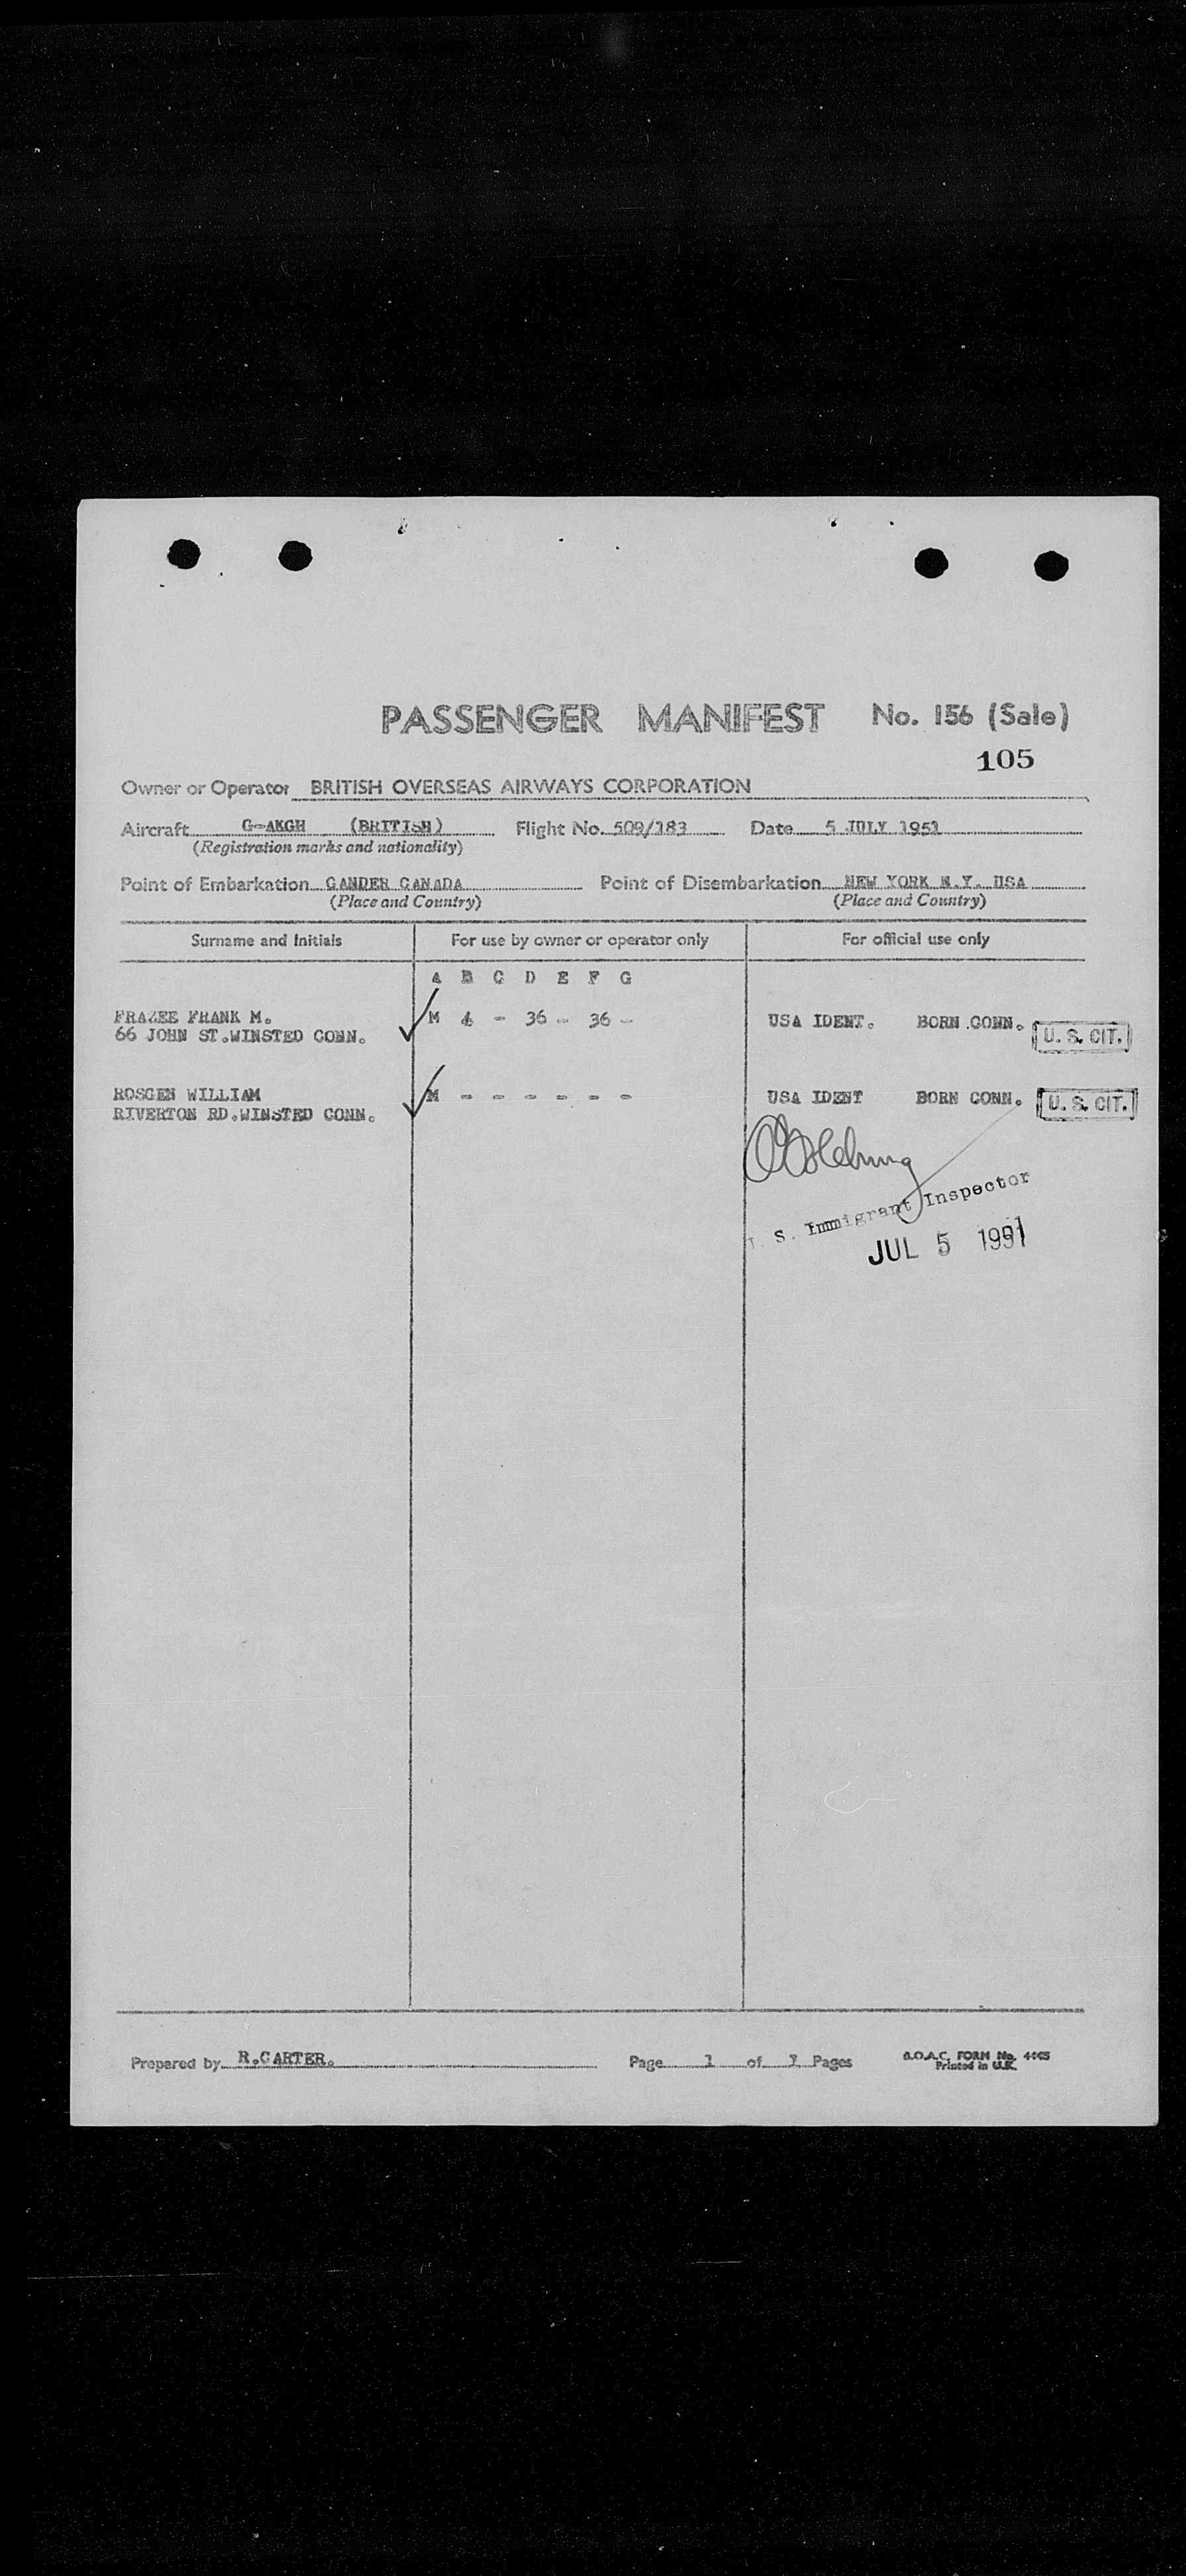 PASSENGER MANIFEST No. 156 (Sale)
105
Owner or Operator BRITISH OVERSEAS AIRWAYS CORPORATION
Aircraft G-AKGH (BRITISH) Flight No. 509/183 Date 5 JULY 1951
(Registration marks and nationality)
Point of Embarkation GANDER CANADA Point of Disembarkation NEW YORK N.Y. USA
(Place and Country) (Place and Country)
Surname and Initials For use by owner or operator only For official use only
A B C D E F G
FRAZEE FRANK M. M 4 - 36 - 36 - USA IDENT. BORN CONN. U. S. CIT.
66 JOHN ST.WINSTED CONN.
ROSGEN WILLIAM M - - - - - - USA IDENT BORN CONN. U. S. CIT.
RIVERTON RD.WINSTED CONN.
S. Immigrant Inspector
JUL 5 1951
Prepared by R.CARTER. Page 1 of 1 Pages B.O.A.C. FORM No. 4465
Printed in U.K.